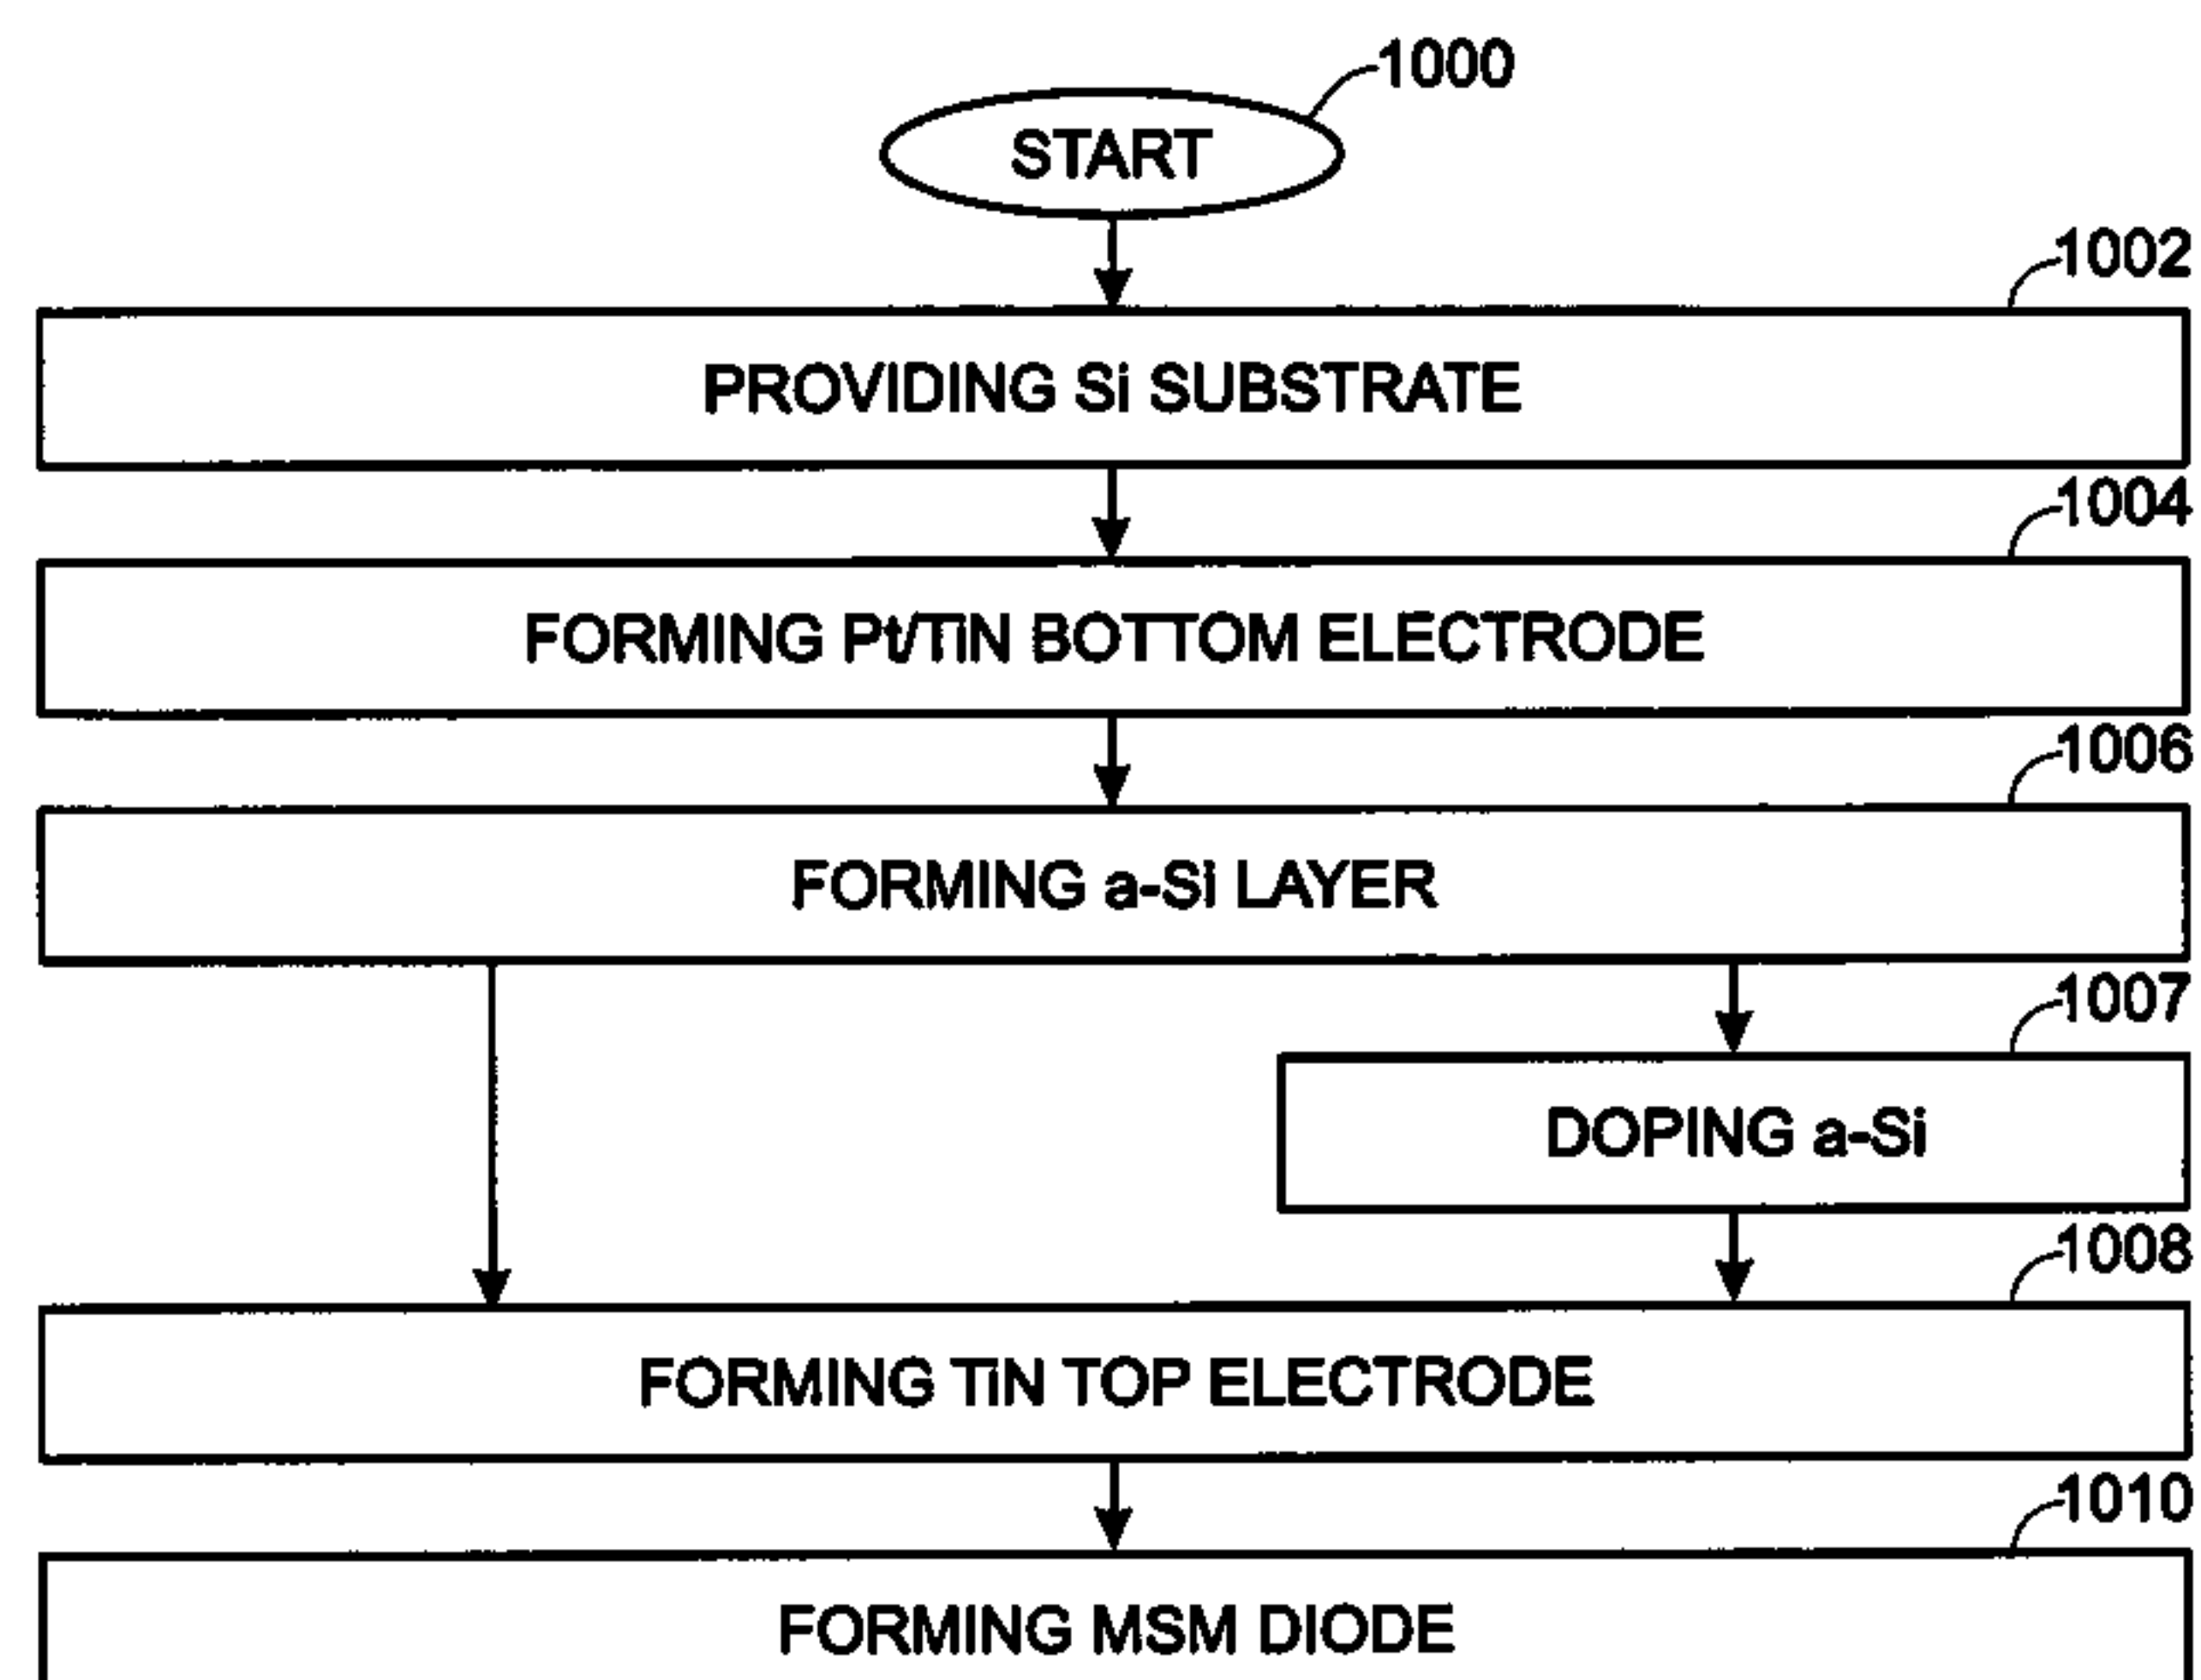 1000
START
1002
PROVIDING Si SUBSTRATE
1004
FORMING Pt/TiN BOTTOM ELECTRODE
1006
FORMING a-Si LAYER
1007
DOPING a-Si
1008
FORMING TiN TOP ELECTRODE
1010
FORMING MSM DIODE